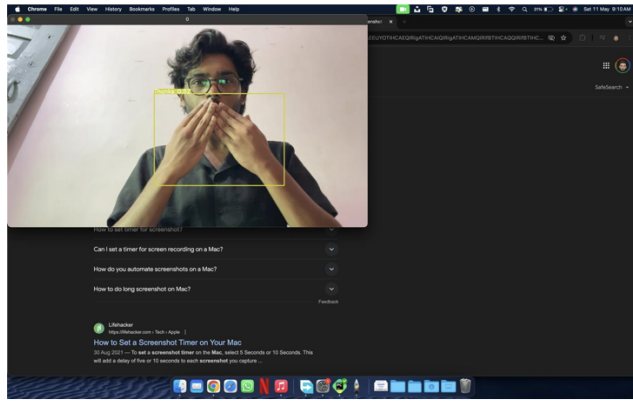 Chrome File Edit View History Bookmarks Profiles Tab Window Help
Sat 11 May 9:10AM
0
SafeSearch
How to set timer for screenshot?
Can I set a timer for screen recording on a Mac?
How do you automate screenshots on a Mac?
How to do long screenshot on Mac?
Feedback
Lifehacker
https://lifehacker.com › Tech › Apple
How to Set a Screenshot Timer on Your Mac
30 Aug 2021 — To set a screenshot timer on the Mac, select 5 Seconds or 10 Seconds. This
will add a delay of five or 10 seconds to each screenshot you capture ...